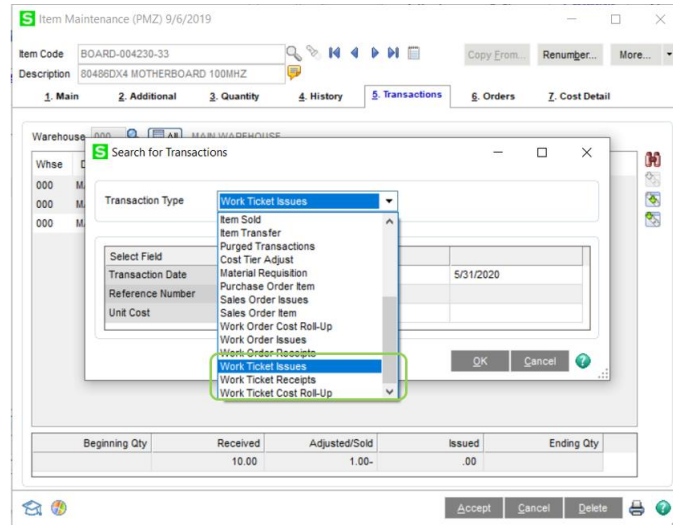 S Item Maintenance (PMZ) 9/6/2019
Item Code BOARD-004230-33 Copy From... Renumber... More...
Description 80486DX4 MOTHERBOARD 100MHZ
1. Main 2. Additional 3. Quantity 4. History 5. Transactions 6. Orders 7. Cost Detail
Warehouse 000 All MAIN WAREHOUSE
S Search for Transactions
Whse
000
000
000
Transaction Type Work Ticket Issues
Item Sold
Item Transfer
Purged Transactions
Cost Tier Adjust
Material Requisition
Purchase Order Item
Sales Order Issues
Sales Order Item
Work Order Cost Roll-Up
Work Order Issues
Work Order Receipts
Work Ticket Issues
Work Ticket Receipts
Work Ticket Cost Roll-Up
Select Field
Transaction Date 5/31/2020
Reference Number
Unit Cost
OK Cancel
Beginning Qty Received Adjusted/Sold Issued Ending Qty
10.00 1.00- .00
Accept Cancel Delete